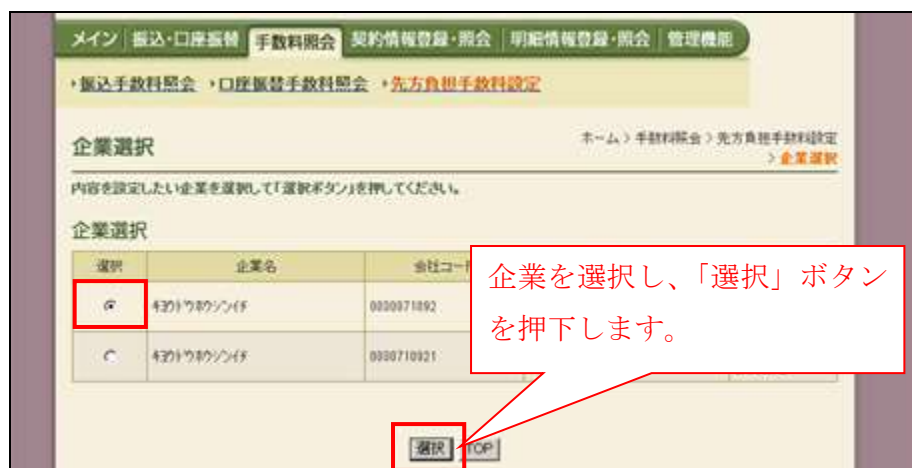 メイン 振込・口座振替 手数料照会 契約情報登録・照会 明細情報登録・照会 管理機能
振込手数料照会 口座振替手数料照会 先方負担手数料設定
企業選択
ホーム > 手数料照会 > 先方負担手数料設定
> 企業選択
内容を設定したい企業を選択して「選択ボタン」を押してください。
企業選択
選択 企業名 会社コード
ｷﾖｳﾄﾞｳﾎｳｼﾝｲﾁ 0000071092
ｷﾖｳﾄﾞｳﾎｳｼﾝｲﾁ 0000710921
企業を選択し、「選択」ボタン
を押下します。
選択 TOP